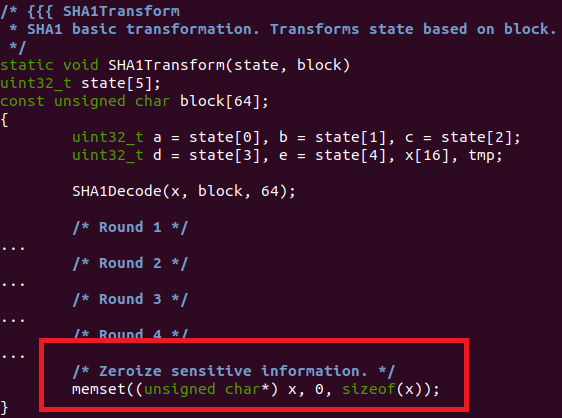 /* {{{ SHA1Transform
 * SHA1 basic transformation. Transforms state based on block.
 */
static void SHA1Transform(state, block)
uint32_t state[5];
const unsigned char block[64];
{
        uint32_t a = state[0], b = state[1], c = state[2];
        uint32_t d = state[3], e = state[4], x[16], tmp;

        SHA1Decode(x, block, 64);

        /* Round 1 */
...
        /* Round 2 */
...
        /* Round 3 */
...
        /* Round 4 */
...
        /* Zeroize sensitive information. */
        memset((unsigned char*) x, 0, sizeof(x));
}